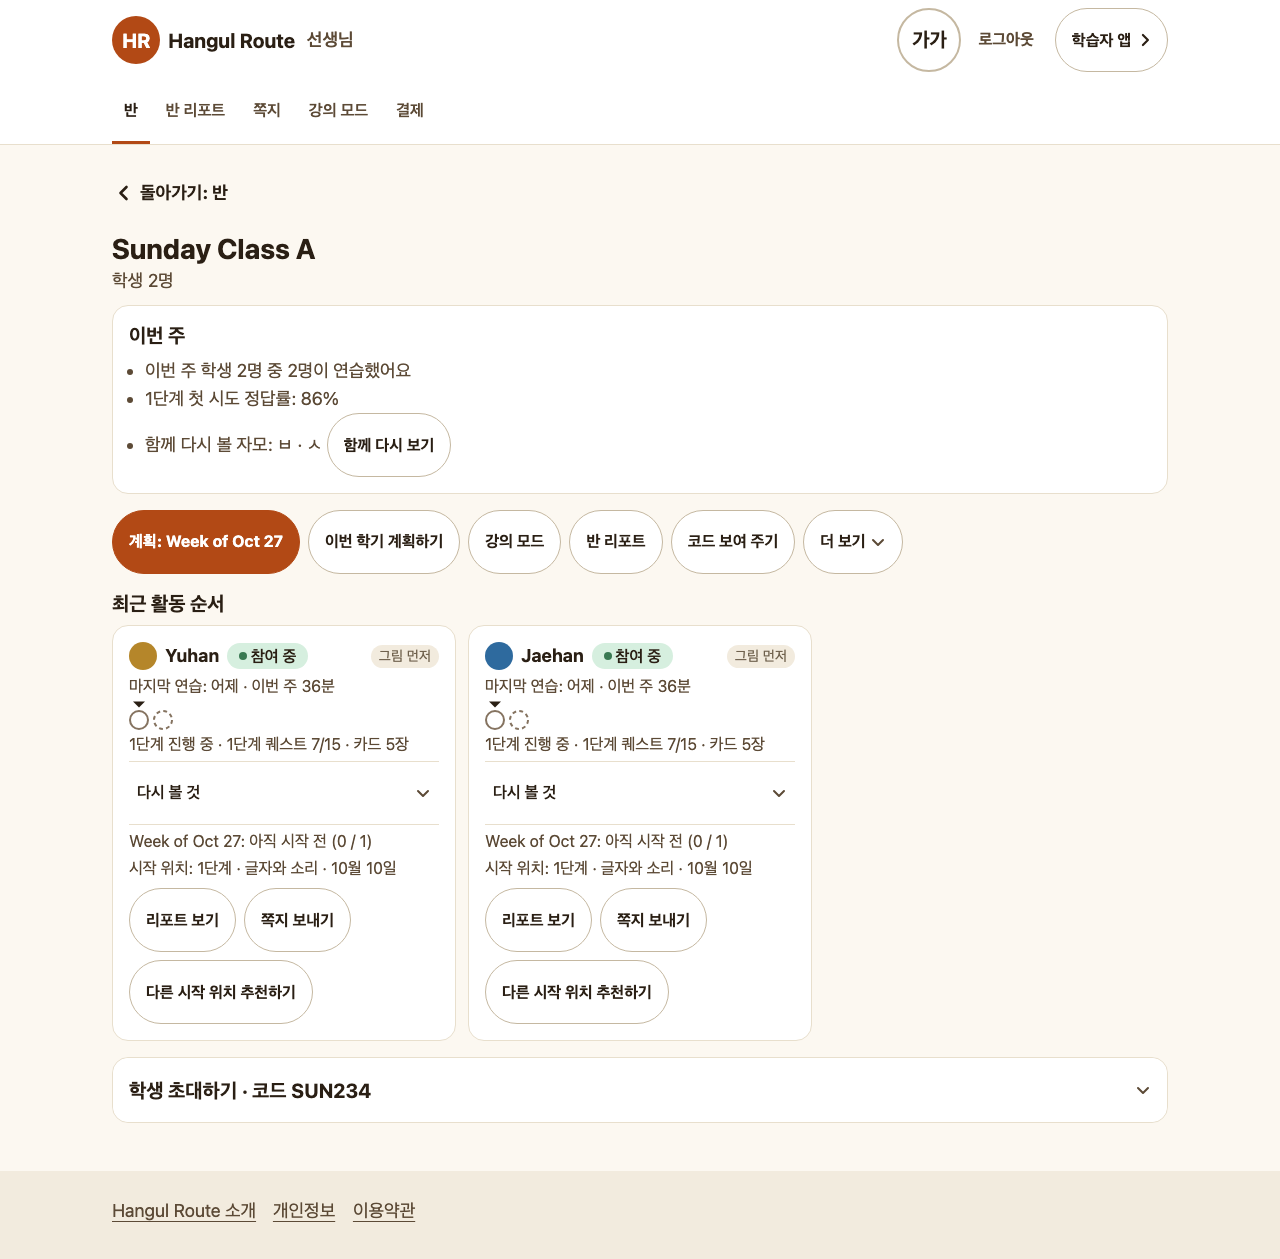 HR Hangul Route 선생님 가가 로그아웃 학습자 앱
반 반 리포트 쪽지 강의 모드 결제
돌아가기: 반
Sunday Class A
학생 2명
이번 주
이번 주 학생 2명 중 2명이 연습했어요
1단계 첫 시도 정답률: 86%
함께 다시 볼 자모: ㅂ · ㅅ 함께 다시 보기
계획: Week of Oct 27 이번 학기 계획하기 강의 모드 반 리포트 코드 보여 주기 더 보기
최근 활동 순서
Yuhan 참여 중 그림 먼저
마지막 연습: 어제 · 이번 주 36분
1단계 진행 중 · 1단계 퀘스트 7/15 · 카드 5장
다시 볼 것
Week of Oct 27: 아직 시작 전 (0 / 1)
시작 위치: 1단계 · 글자와 소리 · 10월 10일
리포트 보기 쪽지 보내기
다른 시작 위치 추천하기
Jaehan 참여 중 그림 먼저
마지막 연습: 어제 · 이번 주 36분
1단계 진행 중 · 1단계 퀘스트 7/15 · 카드 5장
다시 볼 것
Week of Oct 27: 아직 시작 전 (0 / 1)
시작 위치: 1단계 · 글자와 소리 · 10월 10일
리포트 보기 쪽지 보내기
다른 시작 위치 추천하기
학생 초대하기 · 코드 SUN234
Hangul Route 소개 개인정보 이용약관